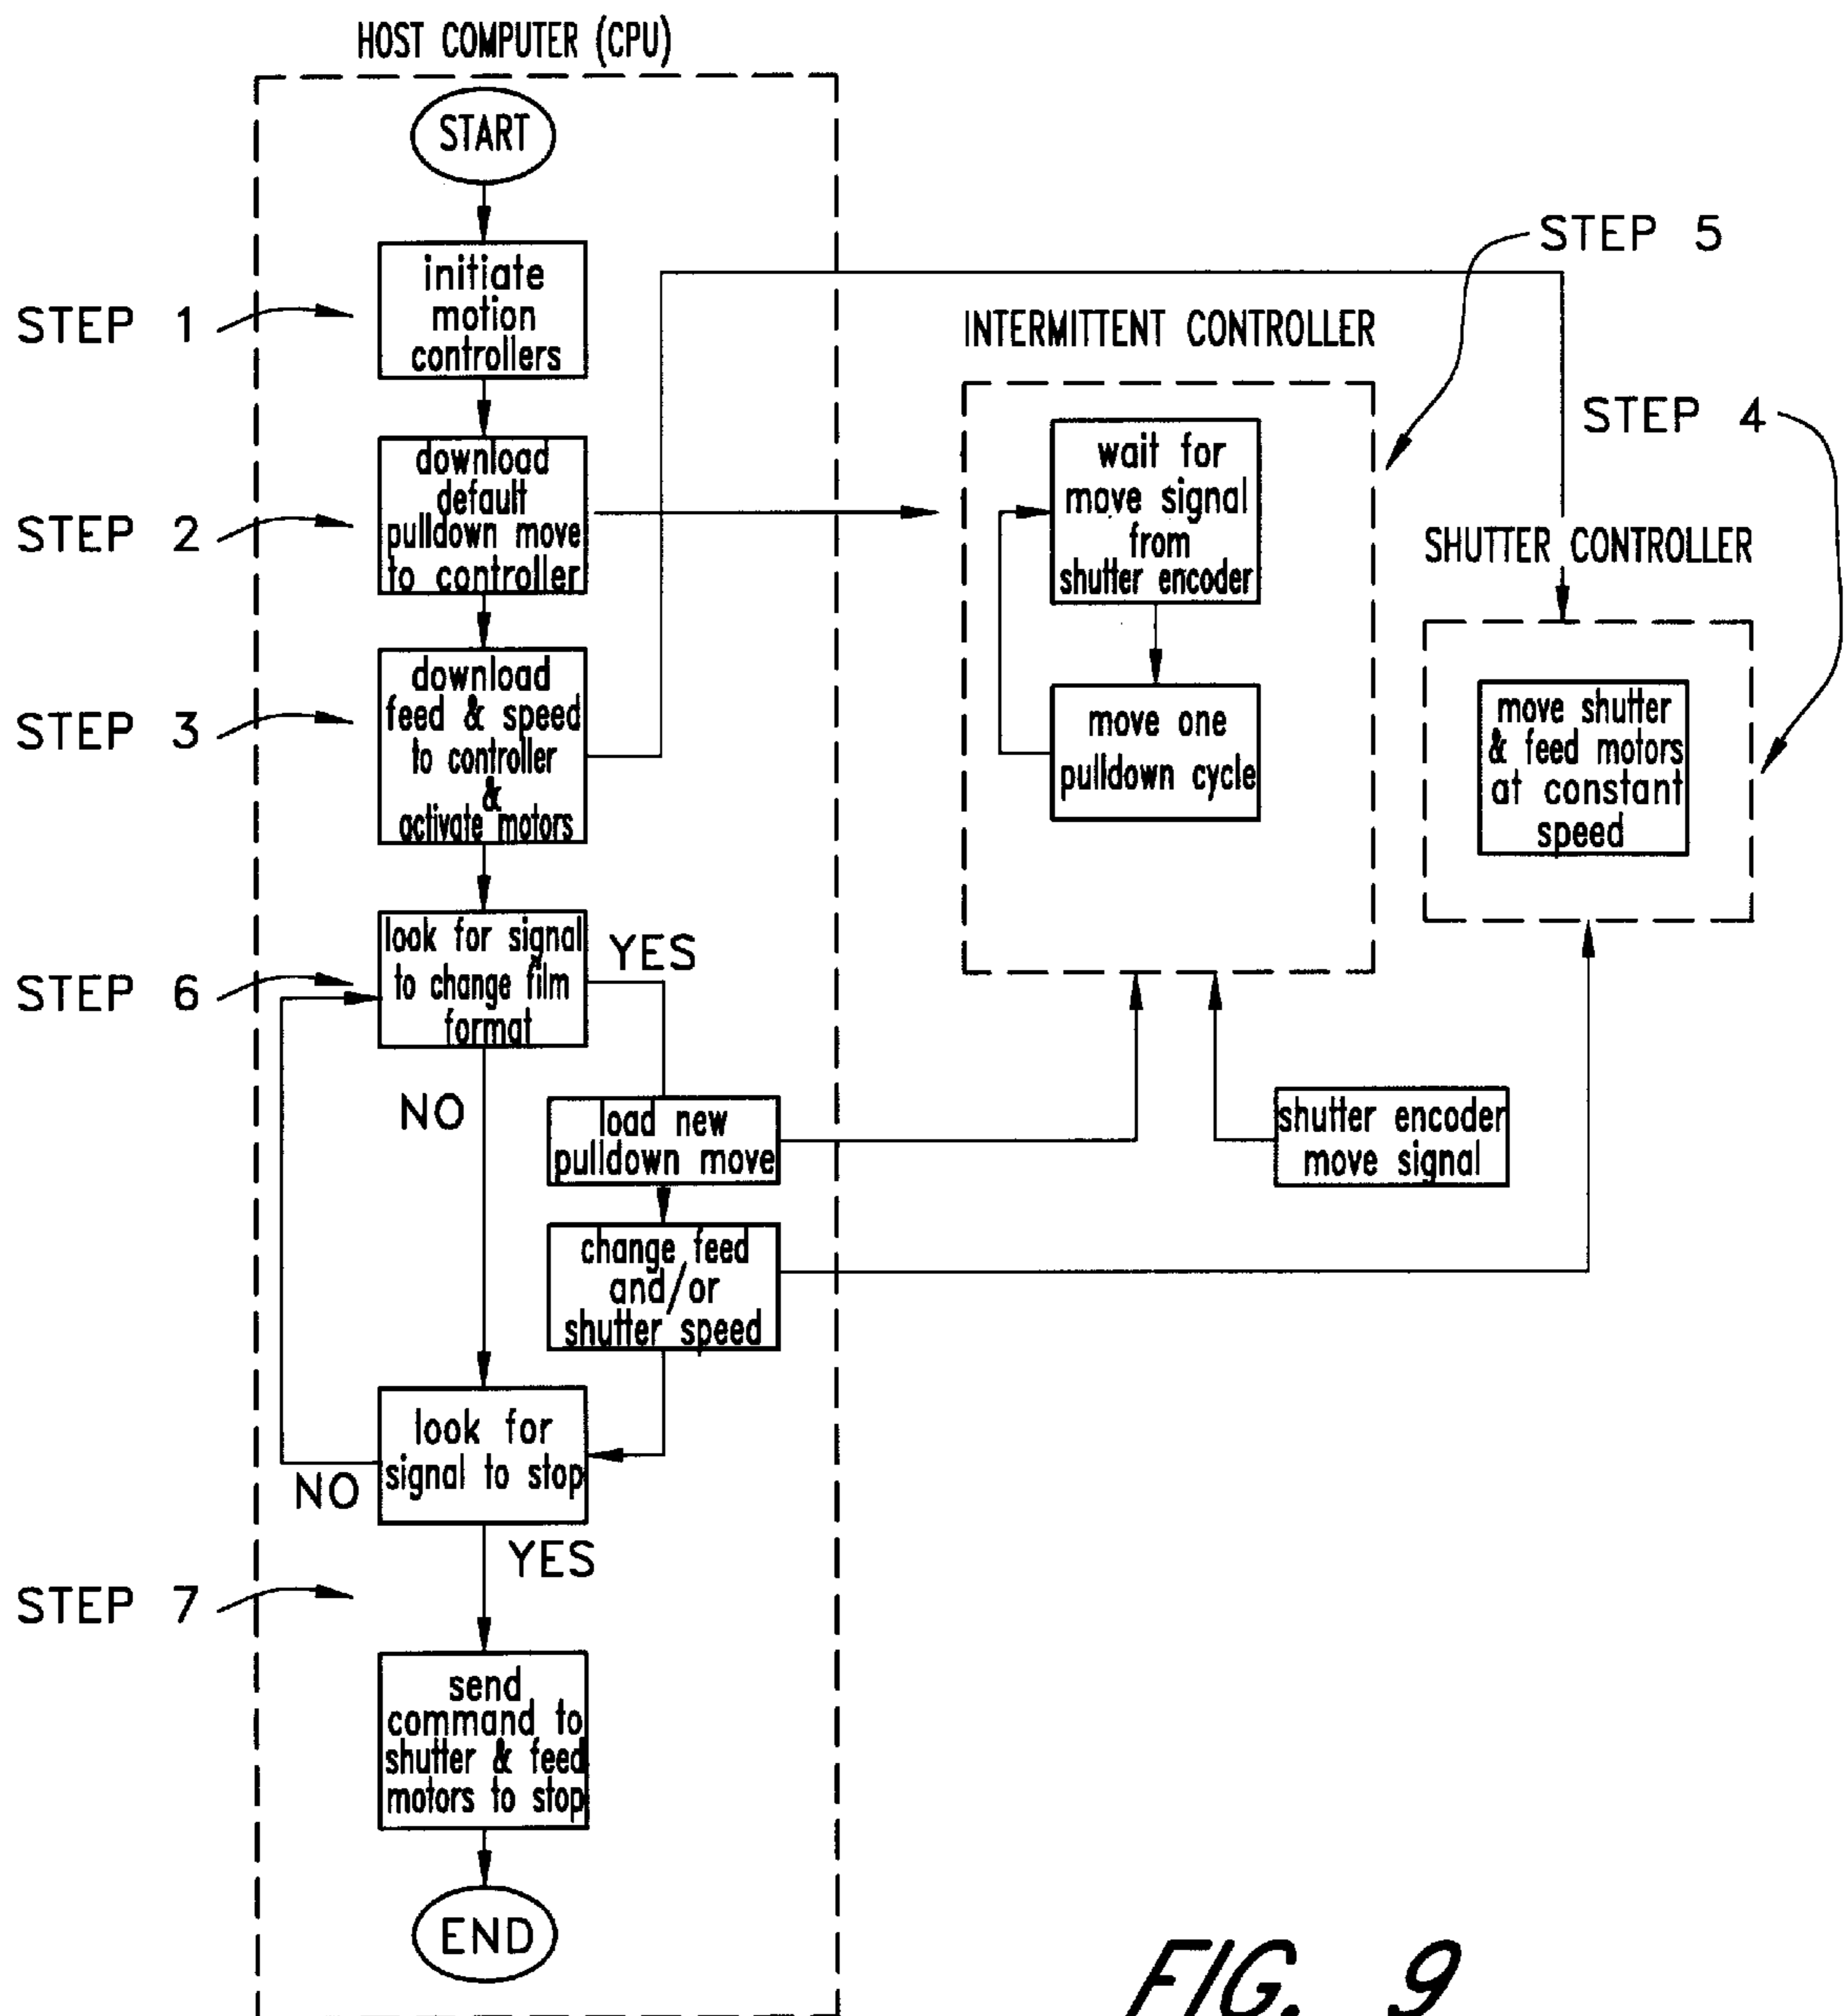 HOST COMPUTER (CPU)
START
STEP 1
initiate
motion
controllers
STEP 2
download
default
pulldown move
to controller
STEP 3
download
feed & speed
to controller
&
activate motors
STEP 6
look for signal
to change film
format
YES
NO
load new
pulldown move
change feed
and/or
shutter speed
look for
signal to stop
NO
YES
STEP 7
send
command to
shutter & feed
motors to stop
END
STEP 5
INTERMITTENT CONTROLLER
wait for
move signal
from
shutter encoder
move one
pulldown cycle
STEP 4
SHUTTER CONTROLLER
move shutter
& feed motors
at constant
speed
shutter encoder
move signal
FIG. 9